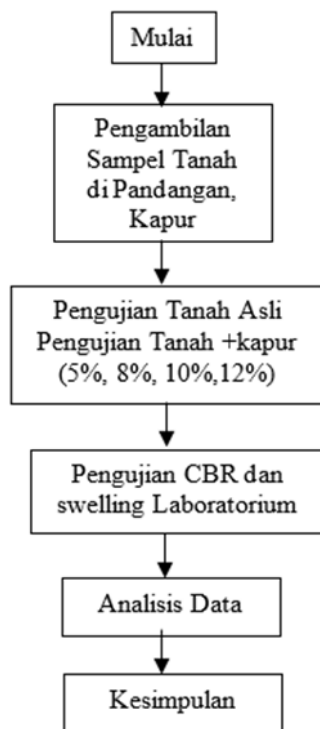 Mulai
Pengambilan
Sampel Tanah
di Pandangan,
Kapur
Pengujian Tanah Asli
Pengujian Tanah +kapur
(5%, 8%, 10%,12%)
Pengujian CBR dan
swelling Laboratorium
Analisis Data
Kesimpulan